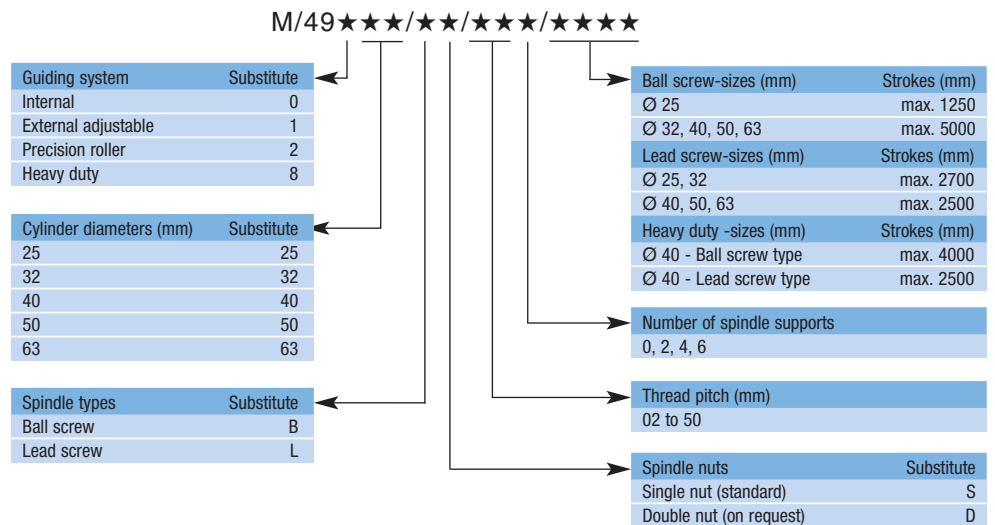 M/49★★★/★★/★★★/★★★★
Guiding system Substitute
Internal 0
External adjustable 1
Precision roller 2
Heavy duty 8
Cylinder diameters (mm) Substitute
25 25
32 32
40 40
50 50
63 63
Spindle types Substitute
Ball screw B
Lead screw L
Ball screw-sizes (mm) Strokes (mm)
Ø 25 max. 1250
Ø 32, 40, 50, 63 max. 5000
Lead screw-sizes (mm) Strokes (mm)
Ø 25, 32 max. 2700
Ø 40, 50, 63 max. 2500
Heavy duty -sizes (mm) Strokes (mm)
Ø 40 - Ball screw type max. 4000
Ø 40 - Lead screw type max. 2500
Number of spindle supports
0, 2, 4, 6
Thread pitch (mm)
02 to 50
Spindle nuts Substitute
Single nut (standard) S
Double nut (on request) D